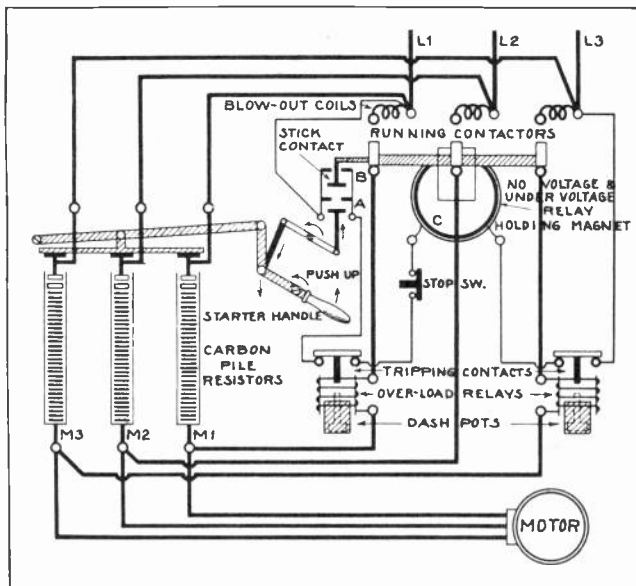 L1
L2
L3
BLOW-OUT COILS
RUNNING CONTACTORS
STICK
CONTACT
B
A
C
NO VOLTAGE &
UNDER VOLTAGE
RELAY
HOLDING MAGNET
PUSH UP
STOP SW.
STARTER HANDLE
CARBON
PILE
RESISTORS
TRIPPING CONTACTS
OVER-LOAD RELAYS
DASH POTS
M3
M2
M1
MOTOR